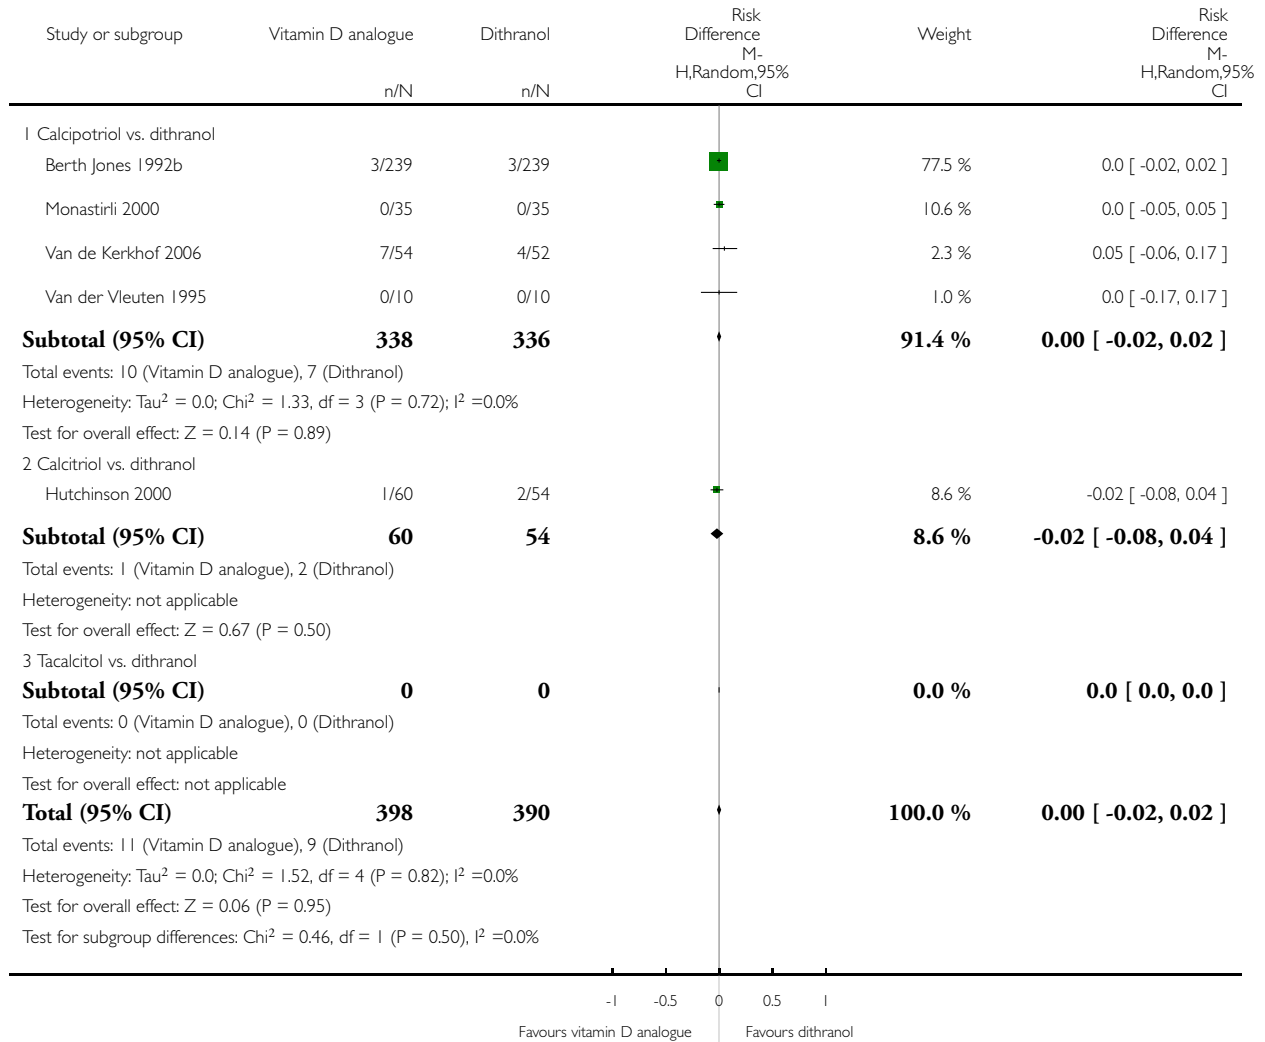 Risk Risk
Study or subgroup Vitamin D analogue Dithranol Difference Weight Difference
M- M-
H,Random,95% H,Random,95%
n/N n/N CI CI
1 Calcipotriol vs. dithranol
Berth Jones 1992b 3/239 3/239 77.5 % 0.0 [ -0.02, 0.02 ]
Monastirli 2000 0/35 0/35 10.6 % 0.0 [ -0.05, 0.05 ]
Van de Kerkhof 2006 7/54 4/52 2.3 % 0.05 [ -0.06, 0.17 ]
Van der Vleuten 1995 0/10 0/10 1.0 % 0.0 [ -0.17, 0.17 ]
Subtotal (95% CI) 338 336 91.4 % 0.00 [ -0.02, 0.02 ]
Total events: 10 (Vitamin D analogue), 7 (Dithranol)
Heterogeneity: Tau² = 0.0; Chi² = 1.33, df = 3 (P = 0.72); I² =0.0%
Test for overall effect: Z = 0.14 (P = 0.89)
2 Calcitriol vs. dithranol
Hutchinson 2000 1/60 2/54 8.6 % -0.02 [ -0.08, 0.04 ]
Subtotal (95% CI) 60 54 8.6 % -0.02 [ -0.08, 0.04 ]
Total events: 1 (Vitamin D analogue), 2 (Dithranol)
Heterogeneity: not applicable
Test for overall effect: Z = 0.67 (P = 0.50)
3 Tacalcitol vs. dithranol
Subtotal (95% CI) 0 0 0.0 % 0.0 [ 0.0, 0.0 ]
Total events: 0 (Vitamin D analogue), 0 (Dithranol)
Heterogeneity: not applicable
Test for overall effect: not applicable
Total (95% CI) 398 390 100.0 % 0.00 [ -0.02, 0.02 ]
Total events: 11 (Vitamin D analogue), 9 (Dithranol)
Heterogeneity: Tau² = 0.0; Chi² = 1.52, df = 4 (P = 0.82); I² =0.0%
Test for overall effect: Z = 0.06 (P = 0.95)
Test for subgroup differences: Chi² = 0.46, df = 1 (P = 0.50), I² =0.0%
-1 -0.5 0 0.5 1
Favours vitamin D analogue Favours dithranol